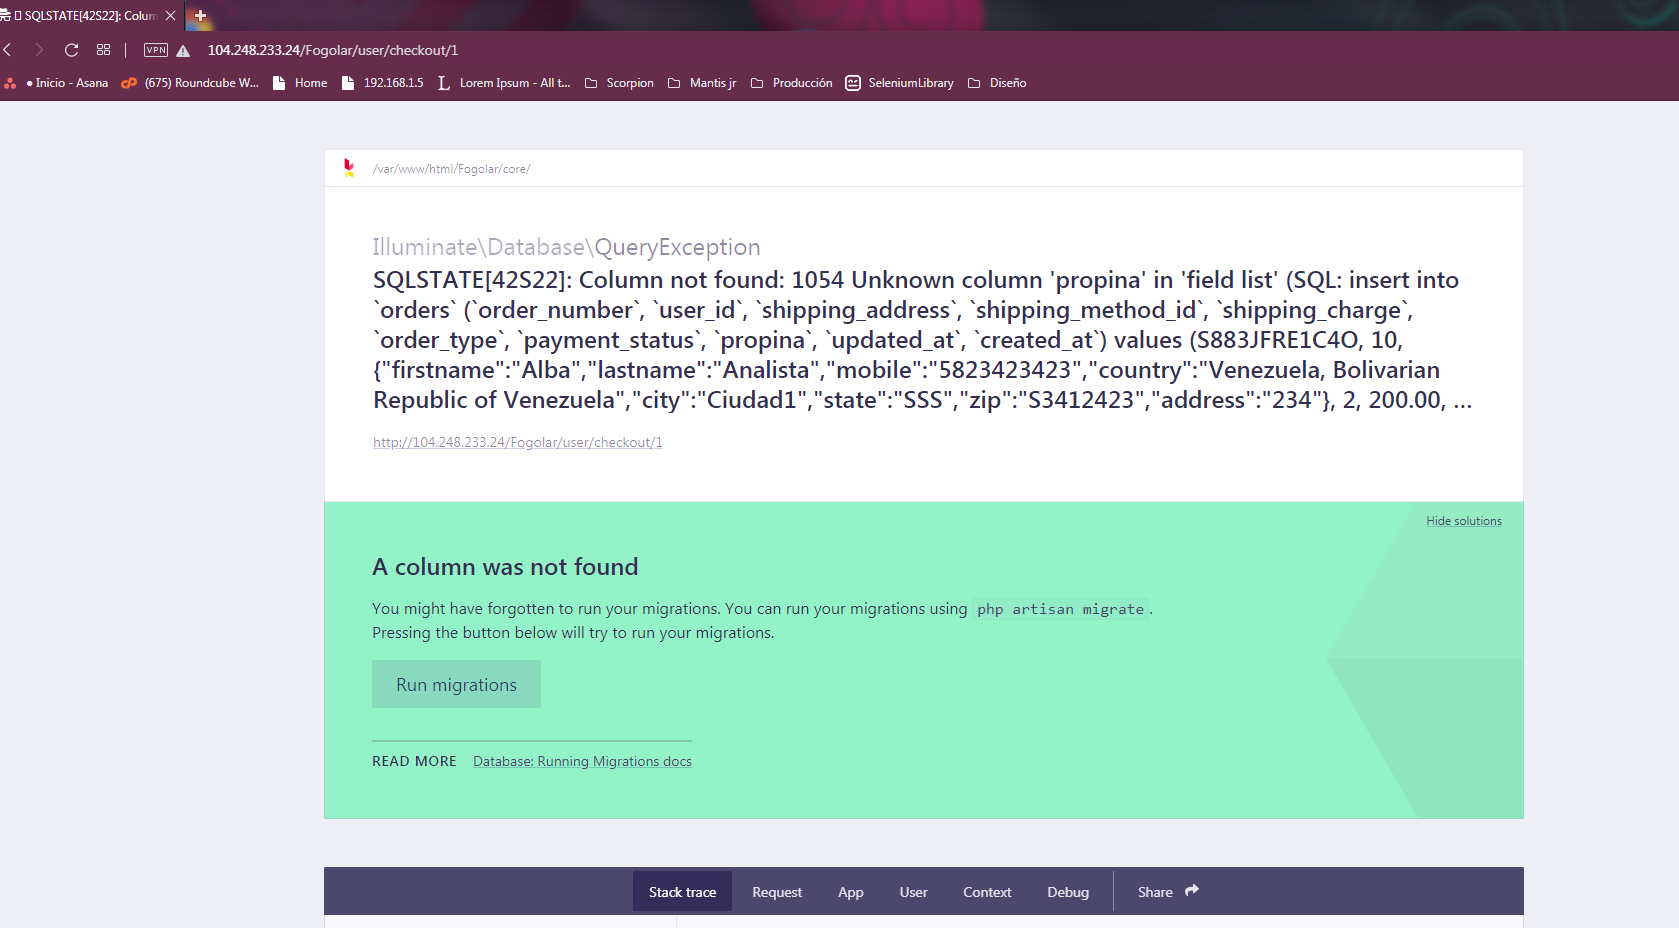 SQLSTATE[42S22]: Colum
VPN 104.248.233.24/Fogolar/user/checkout/1
● Inicio - Asana (675) Roundcube W... Home 192.168.1.5 Lorem Ipsum - All t... Scorpion Mantis jr Producción SeleniumLibrary Diseño
/var/www/html/Fogolar/core/
Illuminate\Database\QueryException
SQLSTATE[42S22]: Column not found: 1054 Unknown column 'propina' in 'field list' (SQL: insert into
`orders` (`order_number`, `user_id`, `shipping_address`, `shipping_method_id`, `shipping_charge`,
`order_type`, `payment_status`, `propina`, `updated_at`, `created_at`) values (S883JFRE1C4O, 10,
{"firstname":"Alba","lastname":"Analista","mobile":"5823423423","country":"Venezuela, Bolivarian
Republic of Venezuela","city":"Ciudad1","state":"SSS","zip":"S3412423","address":"234"}, 2, 200.00, ...
http://104.248.233.24/Fogolar/user/checkout/1
Hide solutions
A column was not found
You might have forgotten to run your migrations. You can run your migrations using php artisan migrate.
Pressing the button below will try to run your migrations.
Run migrations
READ MORE Database: Running Migrations docs
Stack trace Request App User Context Debug Share